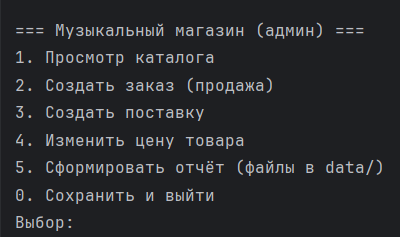 === Музыкальный магазин (админ) ===
1. Просмотр каталога
2. Создать заказ (продажа)
3. Создать поставку
4. Изменить цену товара
5. Сформировать отчёт (файлы в data/)
0. Сохранить и выйти
Выбор: